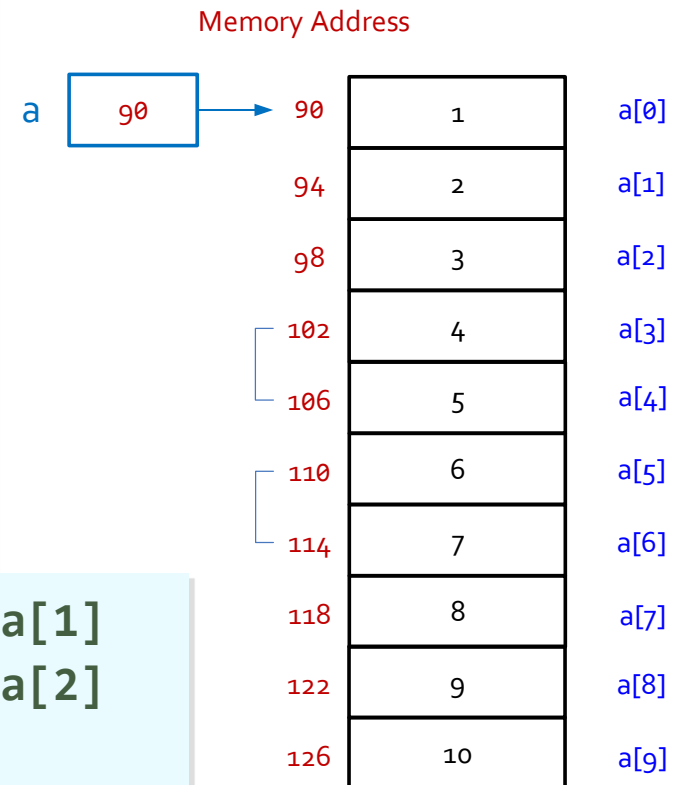 Memory Address
a 90 90 1 a[0]
94 2 a[1]
98 3 a[2]
102 4 a[3]
106 5 a[4]
110 6 a[5]
114 7 a[6]
a[1] 118 8 a[7]
a[2] 122 9 a[8]
126 10 a[9]